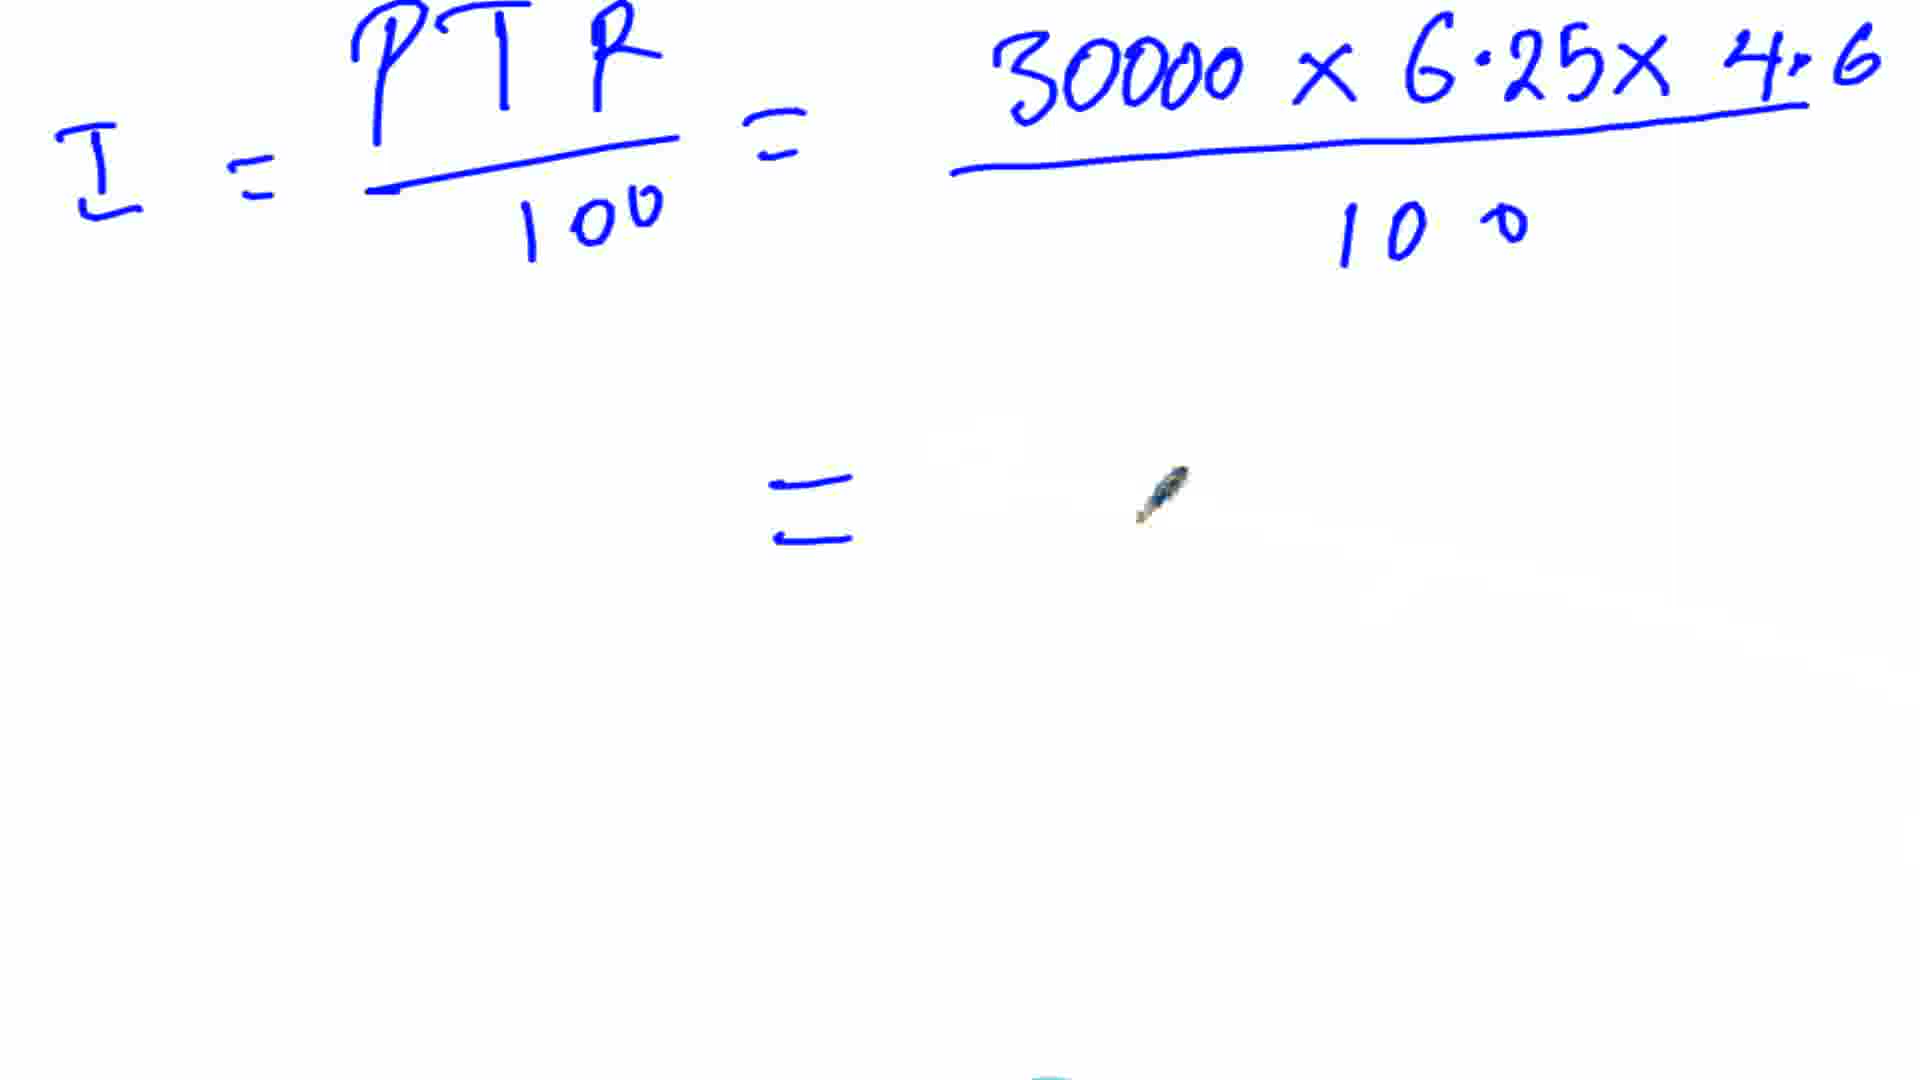 I = PTR/100 = 30000 × 6.25 × 4.6/100
=